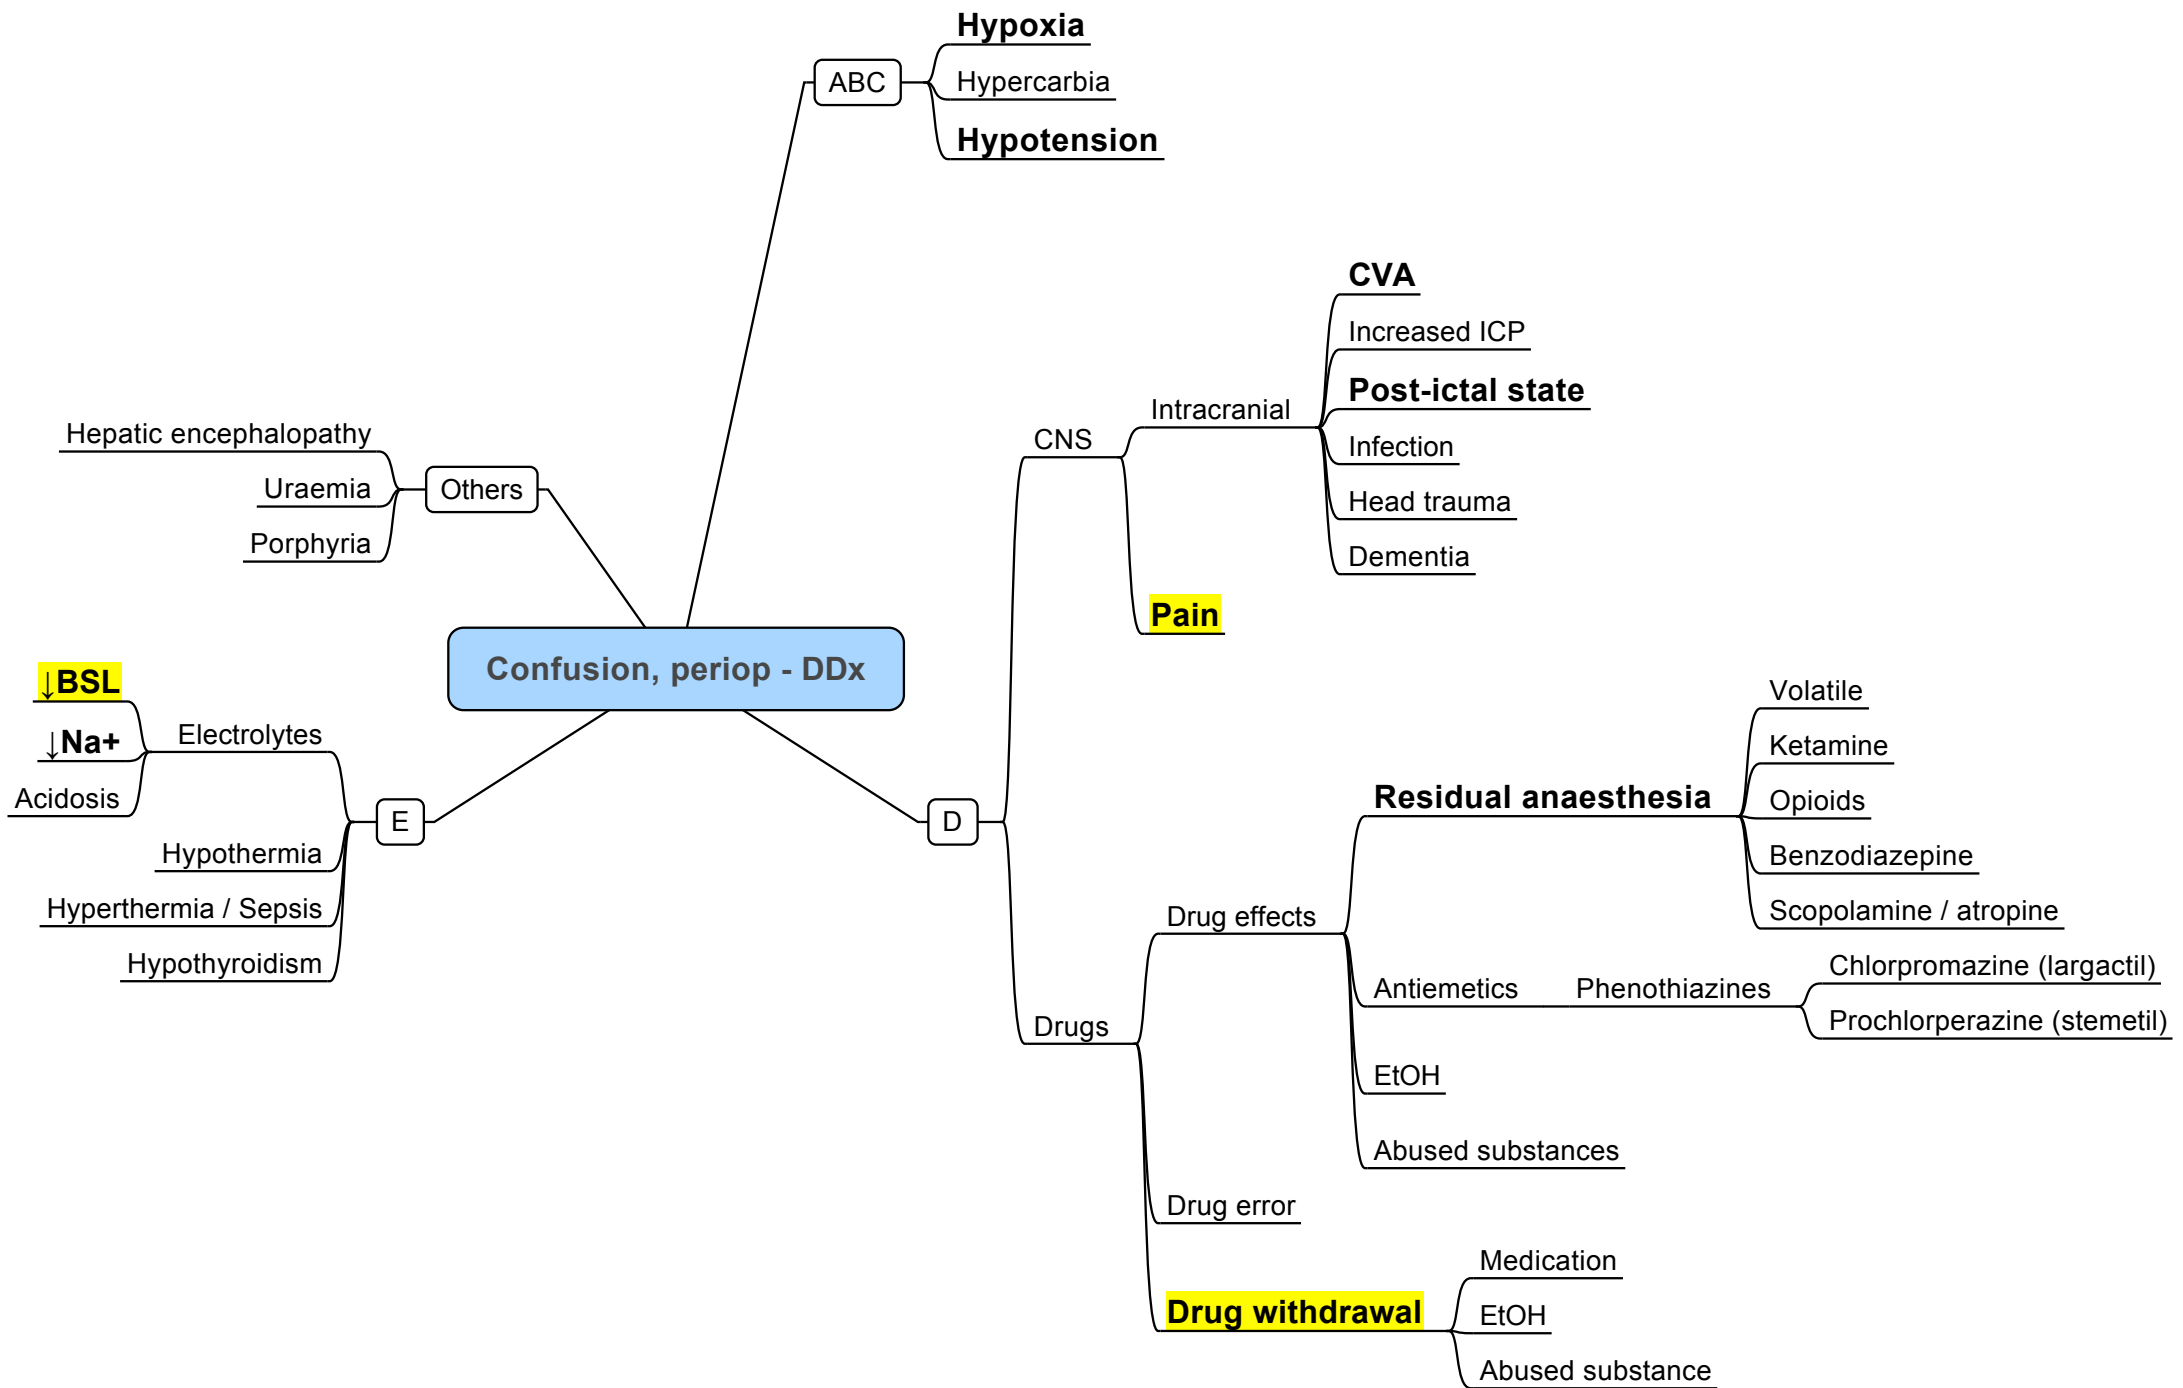 Confusion, periop - DDx
ABC
Hypoxia
Hypercarbia
Hypotension
D
CNS
Intracranial
CVA
Increased ICP
Post-ictal state
Infection
Head trauma
Dementia
Pain
Drugs
Drug effects
Residual anaesthesia
Volatile
Ketamine
Opioids
Benzodiazepine
Scopolamine / atropine
Antiemetics
Phenothiazines
Chlorpromazine (largactil)
Prochlorperazine (stemetil)
EtOH
Abused substances
Drug error
Drug withdrawal
Medication
EtOH
Abused substance
E
Electrolytes
↓BSL
↓Na+
Acidosis
Hypothermia
Hyperthermia / Sepsis
Hypothyroidism
Others
Hepatic encephalopathy
Uraemia
Porphyria